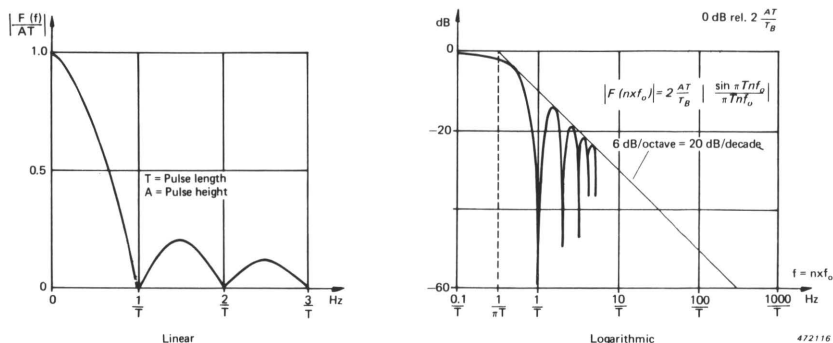 |F (f)/AT|
1.0
0.5
0
T = Pulse length
A = Pulse height
0
1/T
2/T
3/T
Hz
Linear
0 dB rel. 2 AT/T_B
dB
0
|F (nxf_o)| = 2 AT/T_B | sin πTnf_o/πTnf_o|
−20
6 dB/octave = 20 dB/decade
f = nxf_o
−60
0.1/T
1/πT
1/T
10/T
100/T
1000/T
Hz
Logarithmic
472116